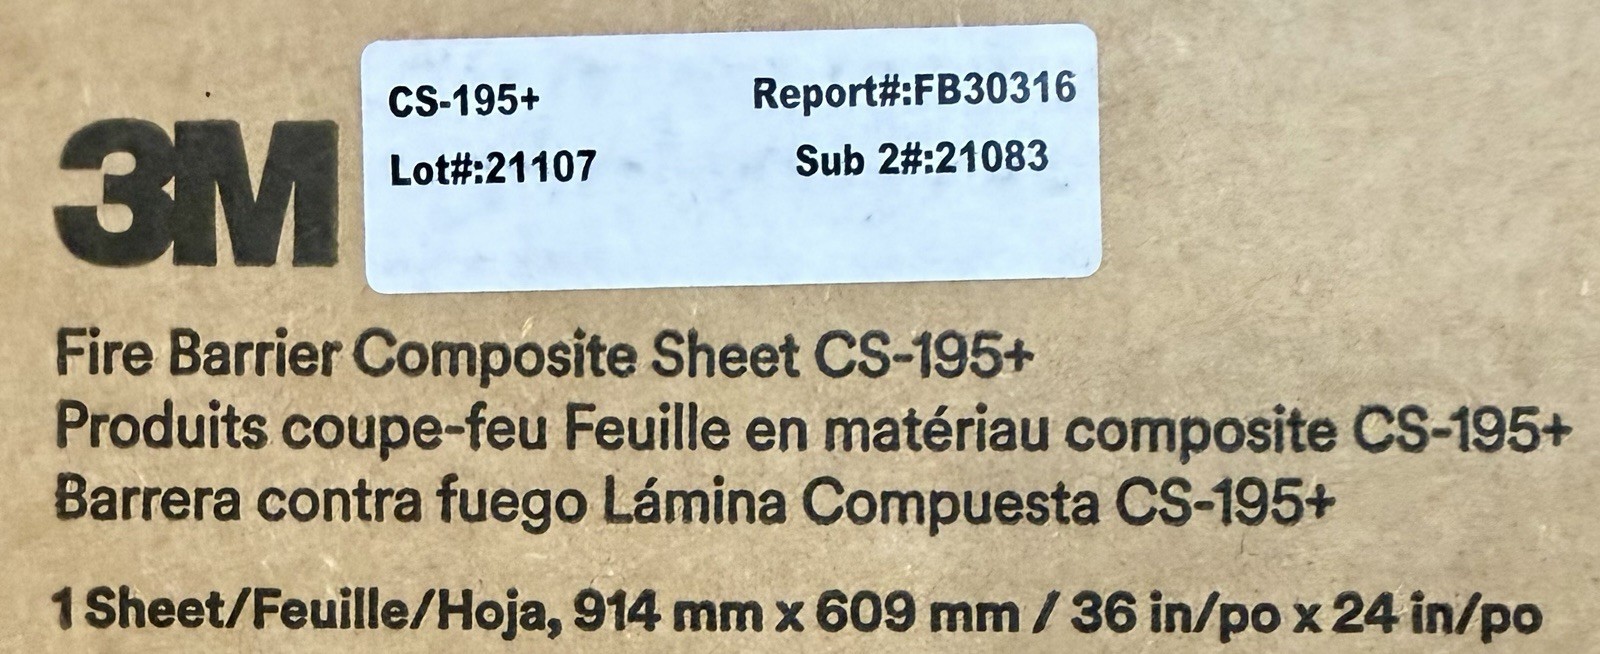 3M
CS-195+ Report#:FB30316
Lot#:21107 Sub 2#:21083
Fire Barrier Composite Sheet CS-195+
Produits coupe-feu Feuille en matériau composite CS-195+
Barrera contra fuego Lámina Compuesta CS-195+
1 Sheet/Feuille/Hoja, 914 mm x 609 mm / 36 in/po x 24 in/po